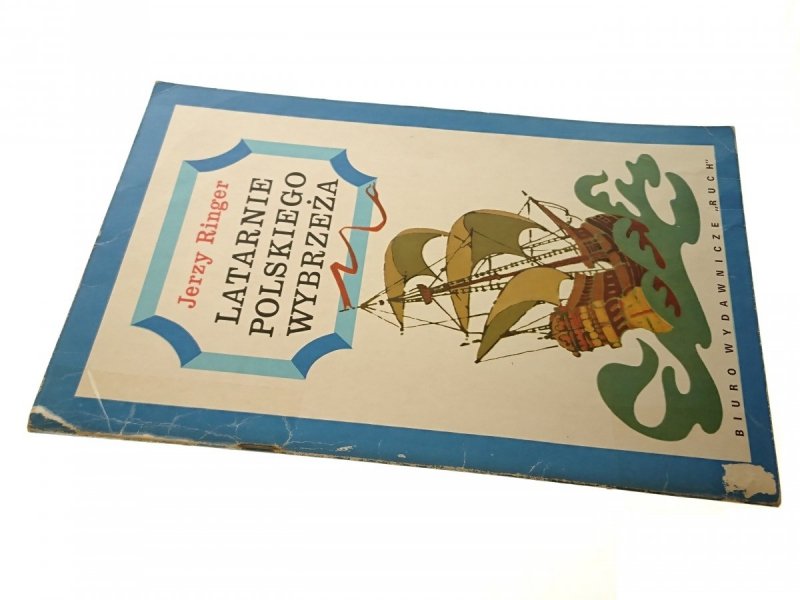 Jerzy Ringer
LATARNIE
POLSKIEGO
WYBRZEŻA
BIURO WYDAWNICZE „RUCH”